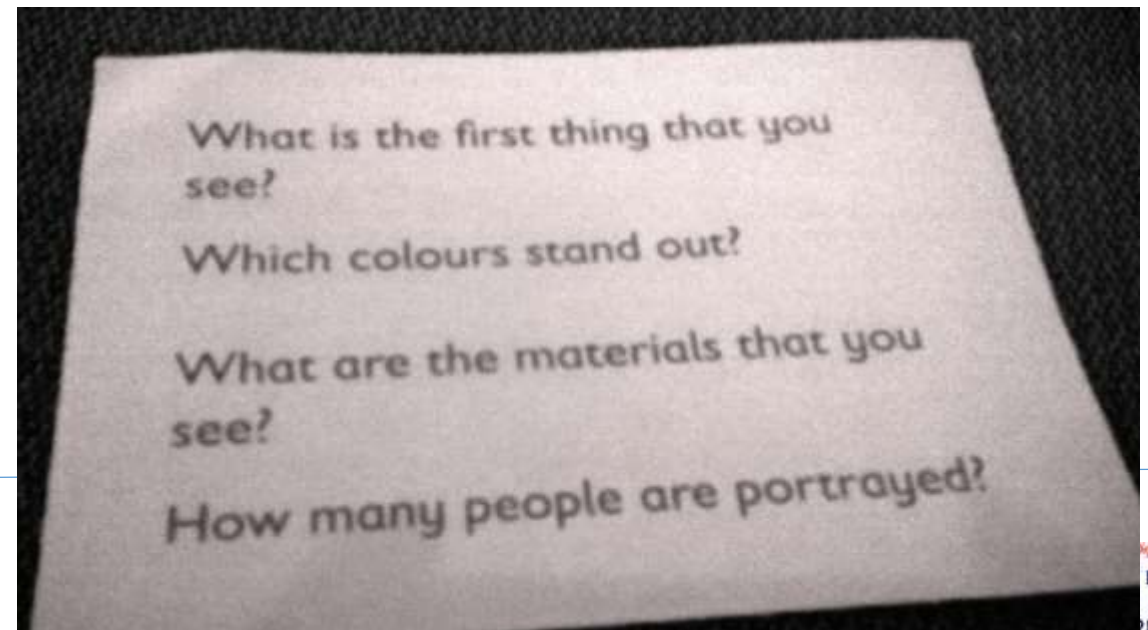 What is the first thing that you
see?
Which colours stand out?
What are the materials that you
see?
How many people are portrayed?